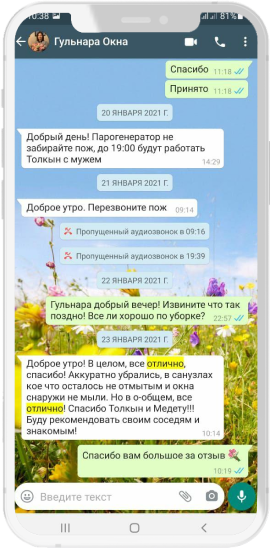 10:38
81%
Гульнара Окна
Спасибо 11:18
Принято 11:18
20 ЯНВАРЯ 2021 Г.
Добрый день! Парогенератор не
забирайте пож, до 19:00 будут работать
Толкын с мужем
14:29
21 ЯНВАРЯ 2021 Г.
Доброе утро. Перезвоните пож 09:14
Пропущенный аудиозвонок в 09:16
Пропущенный аудиозвонок в 19:39
22 ЯНВАРЯ 2021 Г.
Гульнара добрый вечер! Извините что так
поздно! Все ли хорошо по уборке? 22:57
23 ЯНВАРЯ 2021 Г.
Доброе утро! В целом, все отлично,
спасибо! Аккуратно убрались, в санузлах
кое что осталось не отмытым и окна
снаружи не мыли. Но в о-общем, все
отлично! Спасибо Толкын и Медету!!!
Буду рекомендовать своим соседям и
знакомым!
10:14
Спасибо вам большое за отзыв
10:19
Введите текст